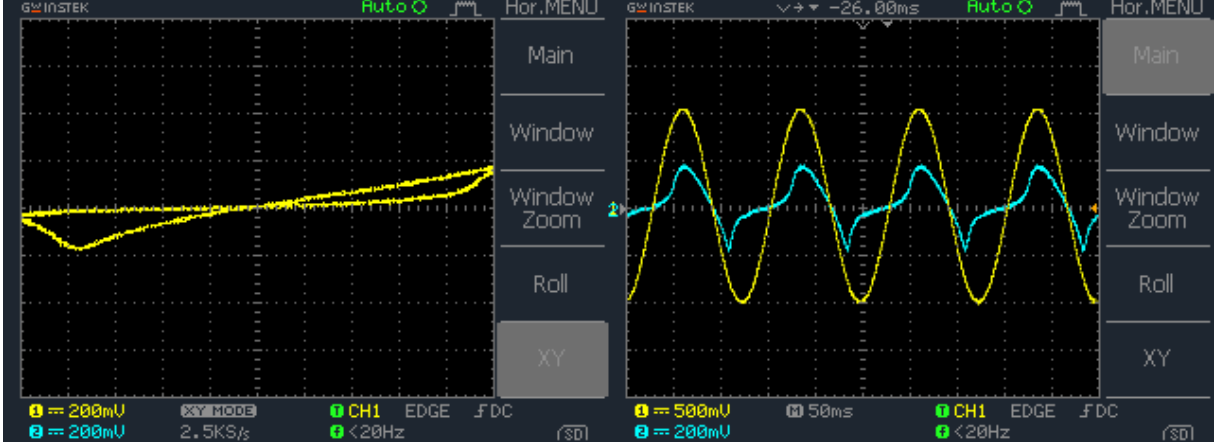 GWINSTEK Auto Hor.MENU
Main
Window
Window
Zoom
Roll
XY
1 200mV XY MODE T CH1 EDGE DC
2 200mV 2.5KS/s f <20Hz SD
GWINSTEK -26.00ms Auto Hor.MENU
Main
Window
Window
Zoom
Roll
XY
2
1 500mV M 50ms T CH1 EDGE DC
2 200mV f <20Hz SD